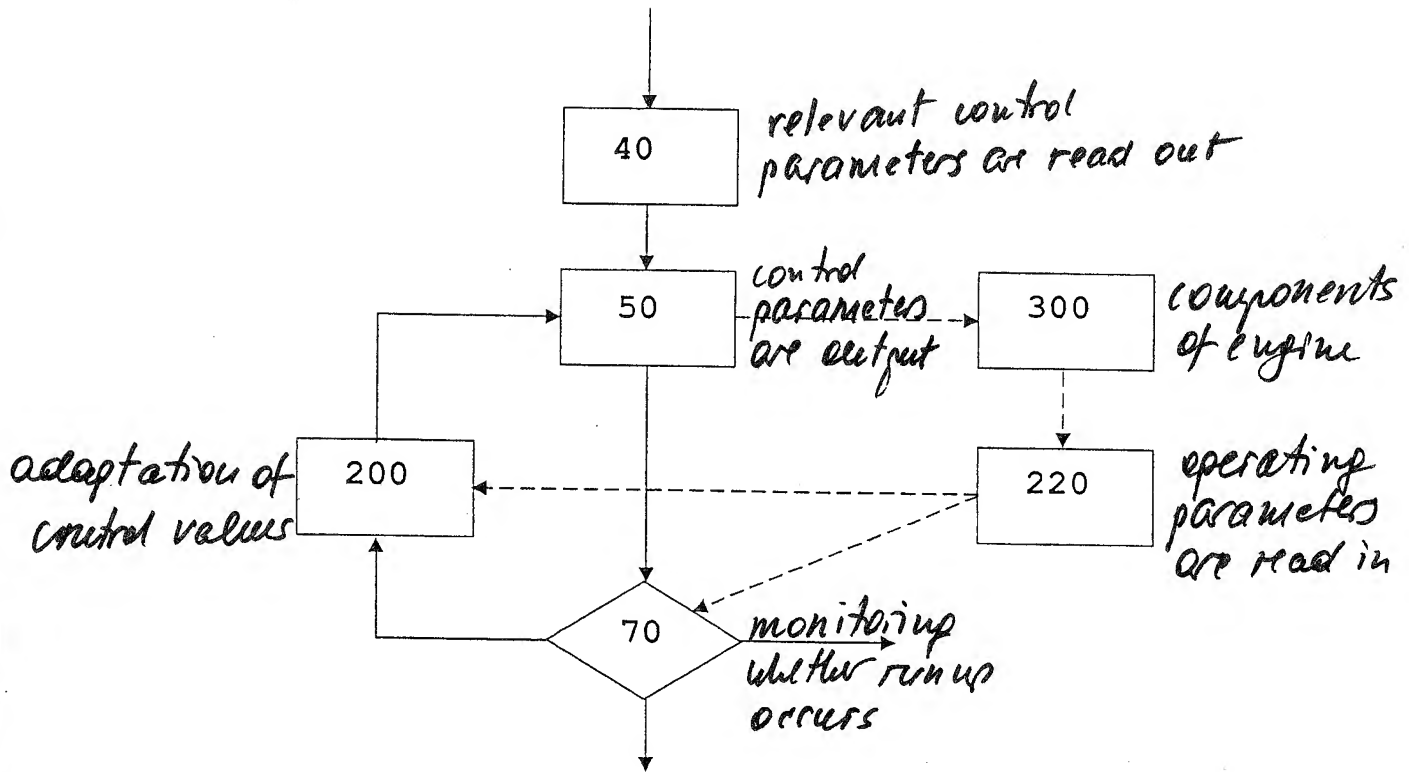 40
relevant control
parameters are read out
50
control
parameters
are output
300
components
of engine
200
adaptation of
control values
220
operating
parameters
are read in
70
monitoring
whether run up
occurs